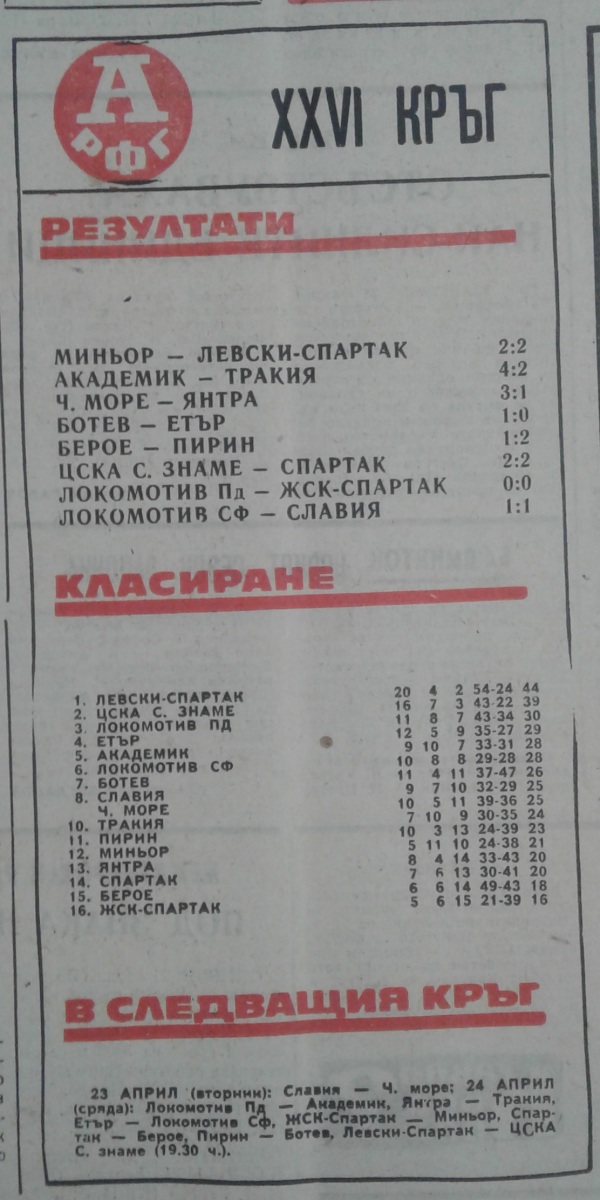 А
РФГ
XXVI КРЪГ
РЕЗУЛТАТИ
МИНЬОР — ЛЕВСКИ-СПАРТАК 2:2
АКАДЕМИК — ТРАКИЯ 4:2
Ч. МОРЕ — ЯНТРА 3:1
БОТЕВ — ЕТЪР 1:0
БЕРОЕ — ПИРИН 1:2
ЦСКА С. ЗНАМЕ — СПАРТАК 2:2
ЛОКОМОТИВ Пд — ЖСК-СПАРТАК 0:0
ЛОКОМОТИВ СФ — СЛАВИЯ 1:1
КЛАСИРАНЕ
1. ЛЕВСКИ-СПАРТАК 20 4 2 54-24 44
2. ЦСКА С. ЗНАМЕ 16 7 3 43-22 39
3. ЛОКОМОТИВ ПД 11 8 7 43-34 30
4. ЕТЪР 12 5 9 35-27 29
5. АКАДЕМИК 9 10 7 33-31 28
6. ЛОКОМОТИВ СФ 10 8 8 29-28 28
7. БОТЕВ 11 4 11 37-47 26
8. СЛАВИЯ 9 7 10 32-29 25
Ч. МОРЕ 10 5 11 39-36 25
10. ТРАКИЯ 7 10 9 30-35 24
11. ПИРИН 10 3 13 24-39 23
12. МИНЬОР 5 11 10 24-38 21
13. ЯНТРА 8 4 14 33-43 20
14. СПАРТАК 7 6 13 30-41 20
15. БЕРОЕ 6 6 14 49-43 18
16. ЖСК-СПАРТАК 5 6 15 21-39 16
В СЛЕДВАЩИЯ КРЪГ
23 АПРИЛ (вторник): Славия — Ч. море; 24 АПРИЛ
(сряда): Локомотив Пд — Академик, Янтра — Тракия,
Етър — Локомотив Сф, ЖСК-Спартак — Миньор, Спар-
так — Берое, Пирин — Ботев, Левски-Спартак — ЦСКА
С. знаме (19.30 ч.).